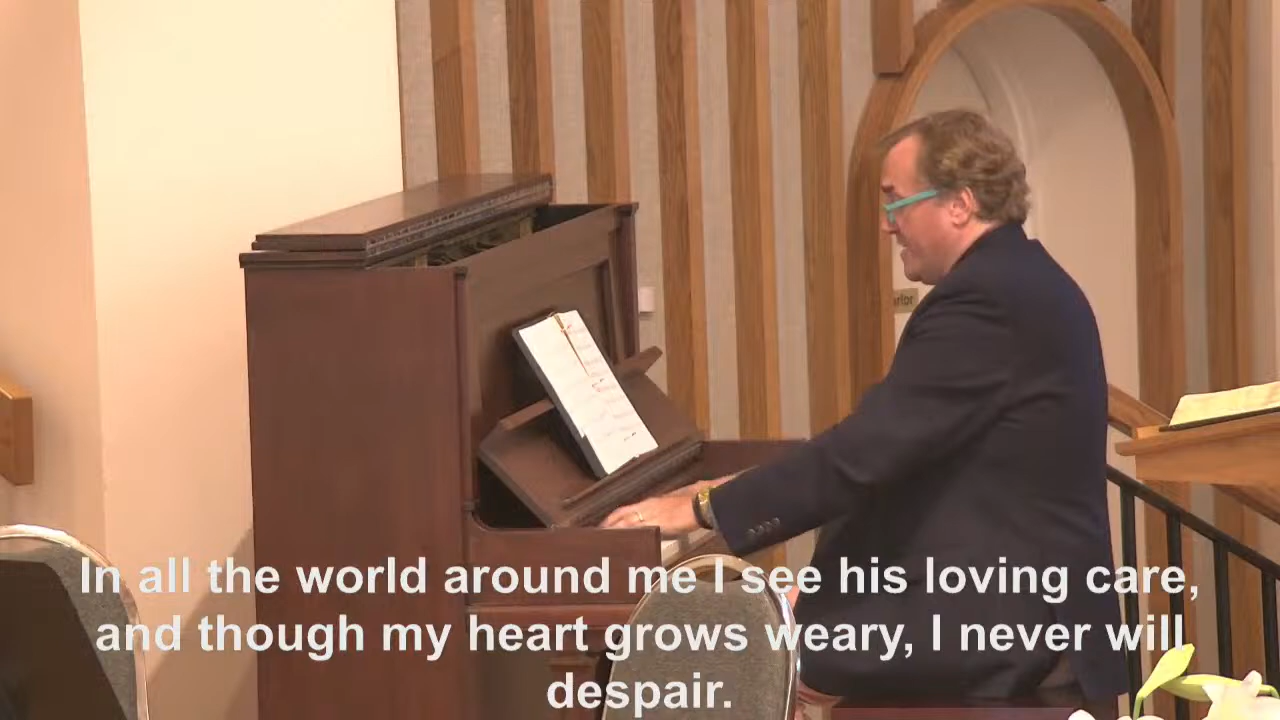 arlor
In all the world around me I see his loving care,
and though my heart grows weary, I never will
despair.